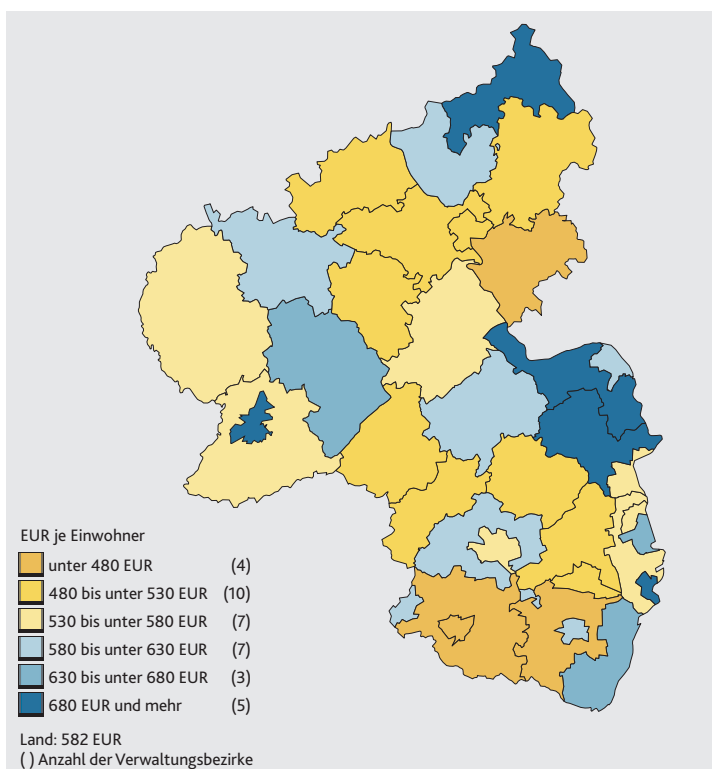 EUR je Einwohner
unter 480 EUR (4)
480 bis unter 530 EUR (10)
530 bis unter 580 EUR (7)
580 bis unter 630 EUR (7)
630 bis unter 680 EUR (3)
680 EUR und mehr (5)
Land: 582 EUR
( ) Anzahl der Verwaltungsbezirke